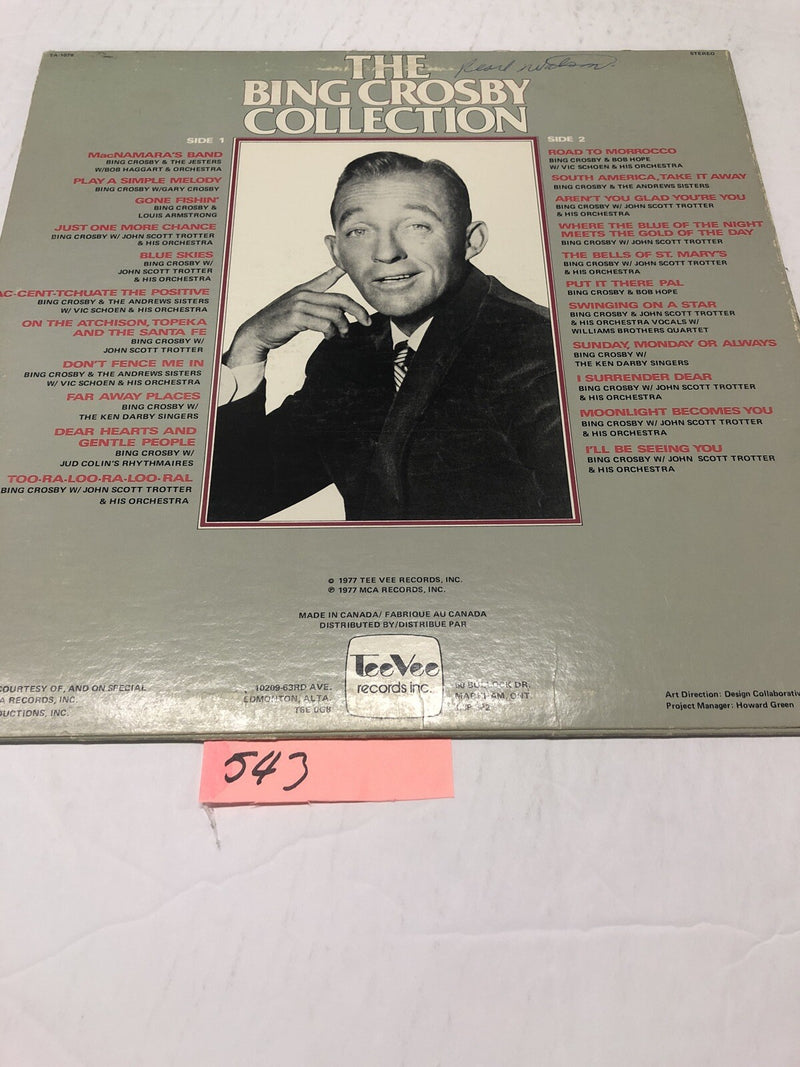 TA-1078
STEREO
THE
BING CROSBY
COLLECTION
SIDE 1
MacNAMARA'S BAND
BING CROSBY & THE JESTERS
W/BOB HAGGART & ORCHESTRA
PLAY A SIMPLE MELODY
BING CROSBY W/GARY CROSBY
GONE FISHIN'
BING CROSBY &
LOUIS ARMSTRONG
JUST ONE MORE CHANCE
BING CROSBY W/ JOHN SCOTT TROTTER
& HIS ORCHESTRA
BLUE SKIES
BING CROSBY W/
JOHN SCOTT TROTTER
& HIS ORCHESTRA
AC-CENT-TCHUATE THE POSITIVE
BING CROSBY & THE ANDREWS SISTERS
W/ VIC SCHOEN & HIS ORCHESTRA
ON THE ATCHISON, TOPEKA
AND THE SANTA FE
BING CROSBY W/
JOHN SCOTT TROTTER
DON'T FENCE ME IN
BING CROSBY & THE ANDREWS SISTERS
W/ VIC SCHOEN & HIS ORCHESTRA
FAR AWAY PLACES
BING CROSBY W/
THE KEN DARBY SINGERS
DEAR HEARTS AND
GENTLE PEOPLE
BING CROSBY W/
JUD COLIN'S RHYTHMAIRES
TOO-RA-LOO-RA-LOO-RAL
BING CROSBY W/ JOHN SCOTT TROTTER
& HIS ORCHESTRA
SIDE 2
ROAD TO MORROCCO
BING CROSBY & BOB HOPE
W/ VIC SCHOEN & HIS ORCHESTRA
SOUTH AMERICA, TAKE IT AWAY
BING CROSBY & THE ANDREWS SISTERS
AREN'T YOU GLAD YOU'RE YOU
BING CROSBY W/ JOHN SCOTT TROTTER
& HIS ORCHESTRA
WHERE THE BLUE OF THE NIGHT
MEETS THE GOLD OF THE DAY
BING CROSBY W/ JOHN SCOTT TROTTER
THE BELLS OF ST. MARY'S
BING CROSBY W/ JOHN SCOTT TROTTER
& HIS ORCHESTRA
PUT IT THERE PAL
BING CROSBY & BOB HOPE
SWINGING ON A STAR
BING CROSBY & JOHN SCOTT TROTTER
& HIS ORCHESTRA VOCALS W/
WILLIAMS BROTHERS QUARTET
SUNDAY, MONDAY OR ALWAYS
BING CROSBY W/
THE KEN DARBY SINGERS
I SURRENDER DEAR
BING CROSBY W/ JOHN SCOTT TROTTER
& HIS ORCHESTRA
MOONLIGHT BECOMES YOU
BING CROSBY W/ JOHN SCOTT TROTTER
& HIS ORCHESTRA
I'LL BE SEEING YOU
BING CROSBY W/ JOHN SCOTT TROTTER
& HIS ORCHESTRA
© 1977 TEE VEE RECORDS, INC.
℗ 1977 MCA RECORDS, INC.
MADE IN CANADA/ FABRIQUE AU CANADA
DISTRIBUTED BY/DISTRIBUE PAR
TeeVee
records inc.
COURTESY OF, AND ON SPECIAL
A RECORDS, INC.
DUCTIONS, INC.
10209-63RD AVE.
EDMONTON, ALTA.
DR.
ONT.
Art Direction: Design Collaborativ
Project Manager: Howard Green
543